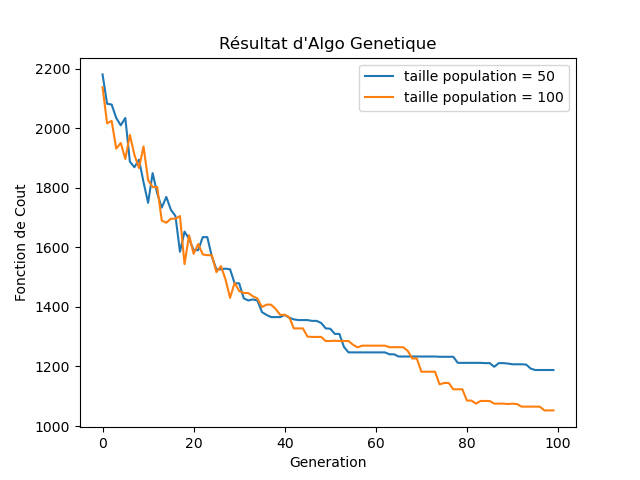 Résultat d'Algo Genetique
taille population = 50
taille population = 100
Fonction de Cout
2200
2000
1800
1600
1400
1200
1000
0 20 40 60 80 100
Generation